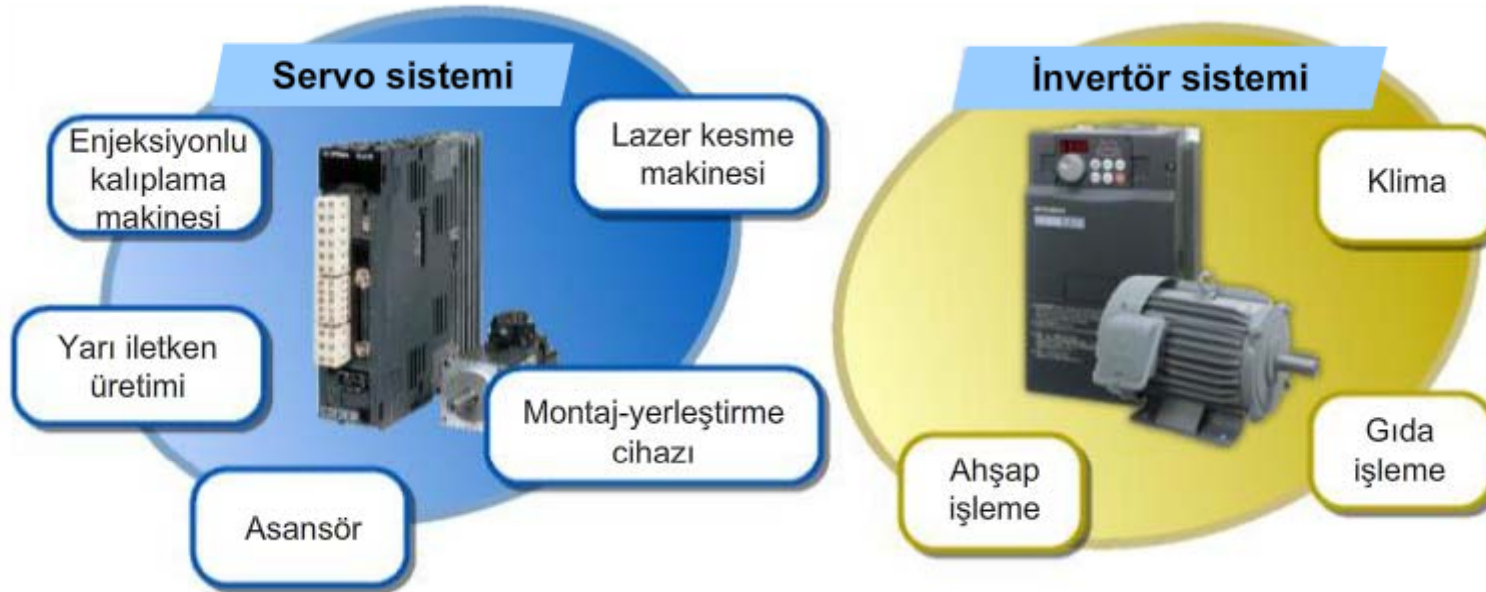 Servo sistemi
Enjeksiyonlu
kalıplama
makinesi
Lazer kesme
makinesi
Yarı iletken
üretimi
Montaj-yerleştirme
cihazı
Asansör
İnvertör sistemi
Klima
Gıda
işleme
Ahşap
işleme